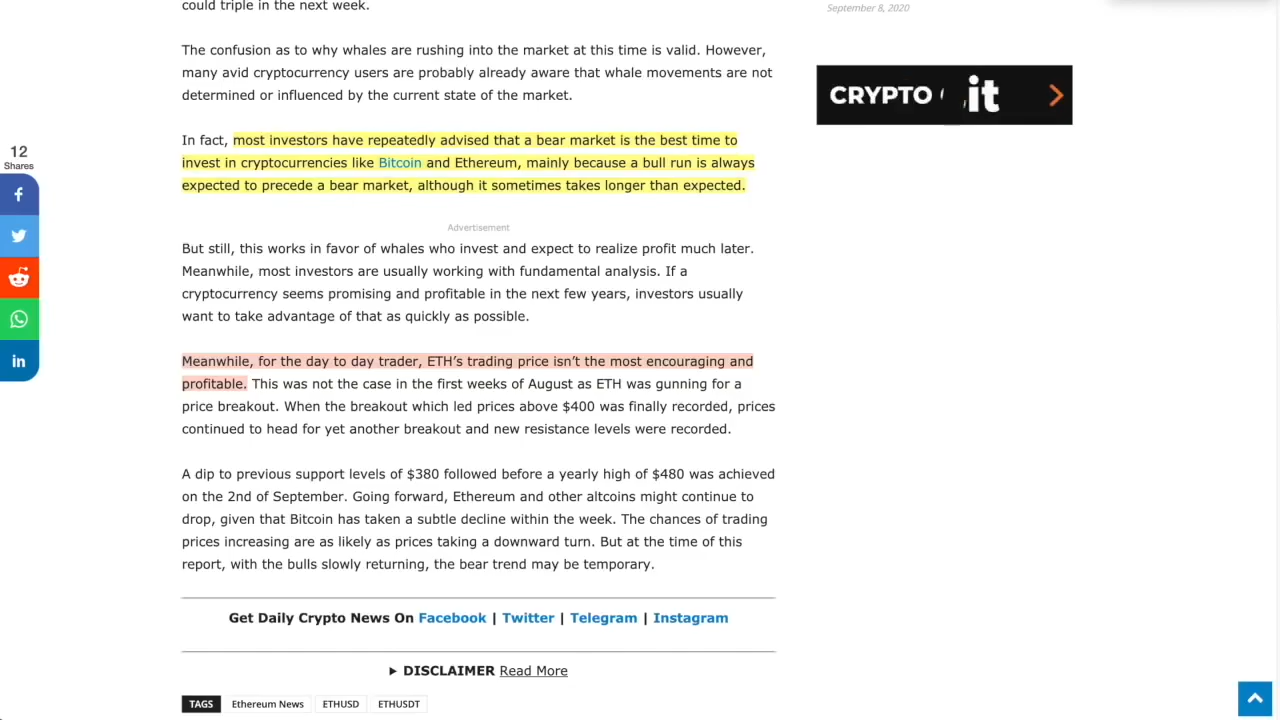 could triple in the next week.
September 8, 2020
The confusion as to why whales are rushing into the market at this time is valid. However,
many avid cryptocurrency users are probably already aware that whale movements are not
determined or influenced by the current state of the market.
CRYPTO it
12
Shares
In fact, most investors have repeatedly advised that a bear market is the best time to
invest in cryptocurrencies like Bitcoin and Ethereum, mainly because a bull run is always
expected to precede a bear market, although it sometimes takes longer than expected.
Advertisement
But still, this works in favor of whales who invest and expect to realize profit much later.
Meanwhile, most investors are usually working with fundamental analysis. If a
cryptocurrency seems promising and profitable in the next few years, investors usually
want to take advantage of that as quickly as possible.
Meanwhile, for the day to day trader, ETH’s trading price isn’t the most encouraging and
profitable. This was not the case in the first weeks of August as ETH was gunning for a
price breakout. When the breakout which led prices above $400 was finally recorded, prices
continued to head for yet another breakout and new resistance levels were recorded.
A dip to previous support levels of $380 followed before a yearly high of $480 was achieved
on the 2nd of September. Going forward, Ethereum and other altcoins might continue to
drop, given that Bitcoin has taken a subtle decline within the week. The chances of trading
prices increasing are as likely as prices taking a downward turn. But at the time of this
report, with the bulls slowly returning, the bear trend may be temporary.
Get Daily Crypto News On Facebook | Twitter | Telegram | Instagram
► DISCLAIMER Read More
TAGS Ethereum News ETHUSD ETHUSDT